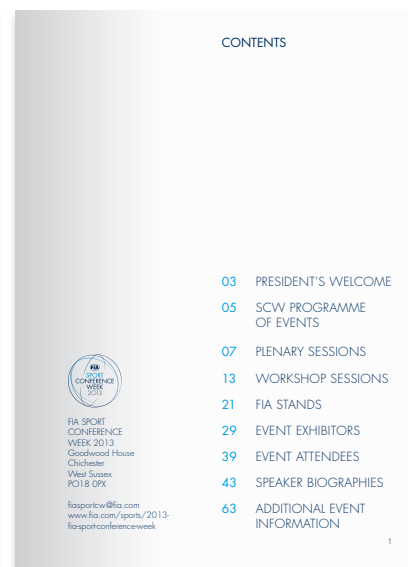 CONTENTS
03 PRESIDENT'S WELCOME
05 SCW PROGRAMME
OF EVENTS
07 PLENARY SESSIONS
13 WORKSHOP SESSIONS
21 FIA STANDS
29 EVENT EXHIBITORS
39 EVENT ATTENDEES
43 SPEAKER BIOGRAPHIES
63 ADDITIONAL EVENT
INFORMATION
FIA
SPORT
CONFERENCE
WEEK
2013
FIA SPORT
CONFERENCE
WEEK 2013
Goodwood House
Chichester
West Sussex
PO18 0PX
fiasportcw@fia.com
www.fia.com/sports/2013-
fia-sport-conference-week
1